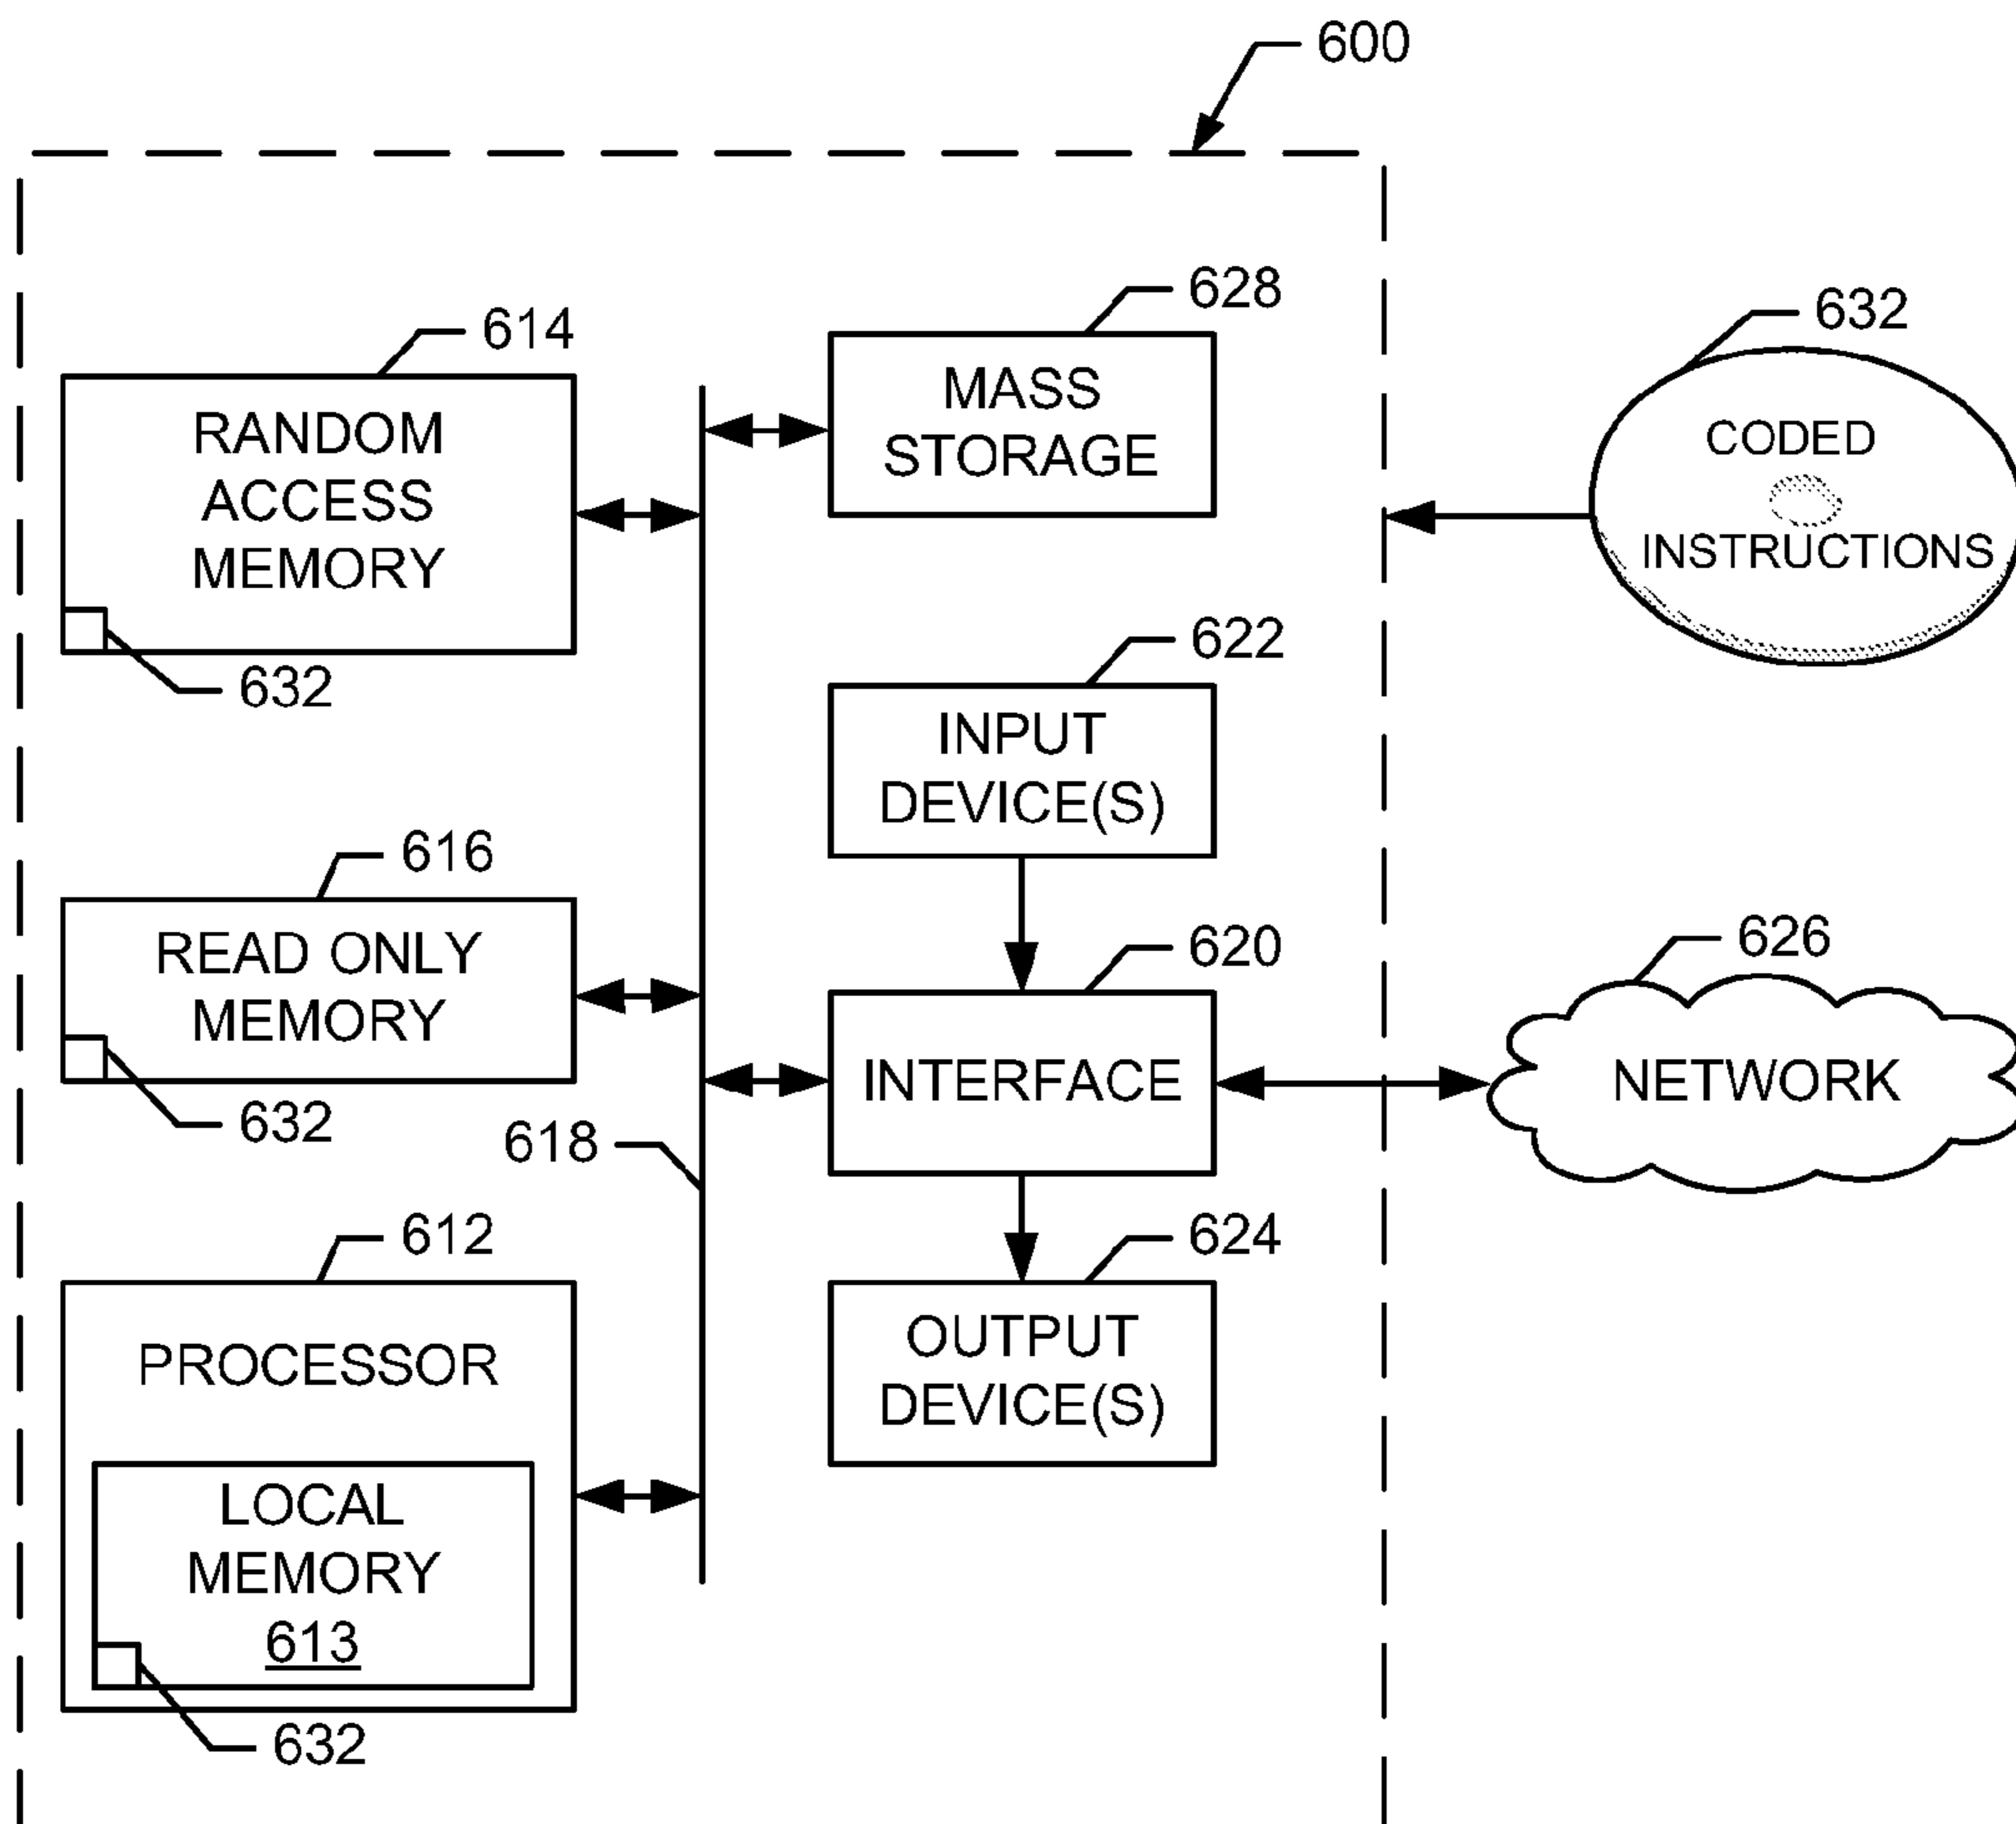 600
628
614
632
MASS
STORAGE
RANDOM
ACCESS
MEMORY
CODED
INSTRUCTIONS
632
622
INPUT
DEVICE(S)
616
READ ONLY
MEMORY
620
626
INTERFACE
NETWORK
632
618
612
624
PROCESSOR
OUTPUT
DEVICE(S)
LOCAL
MEMORY
613
632